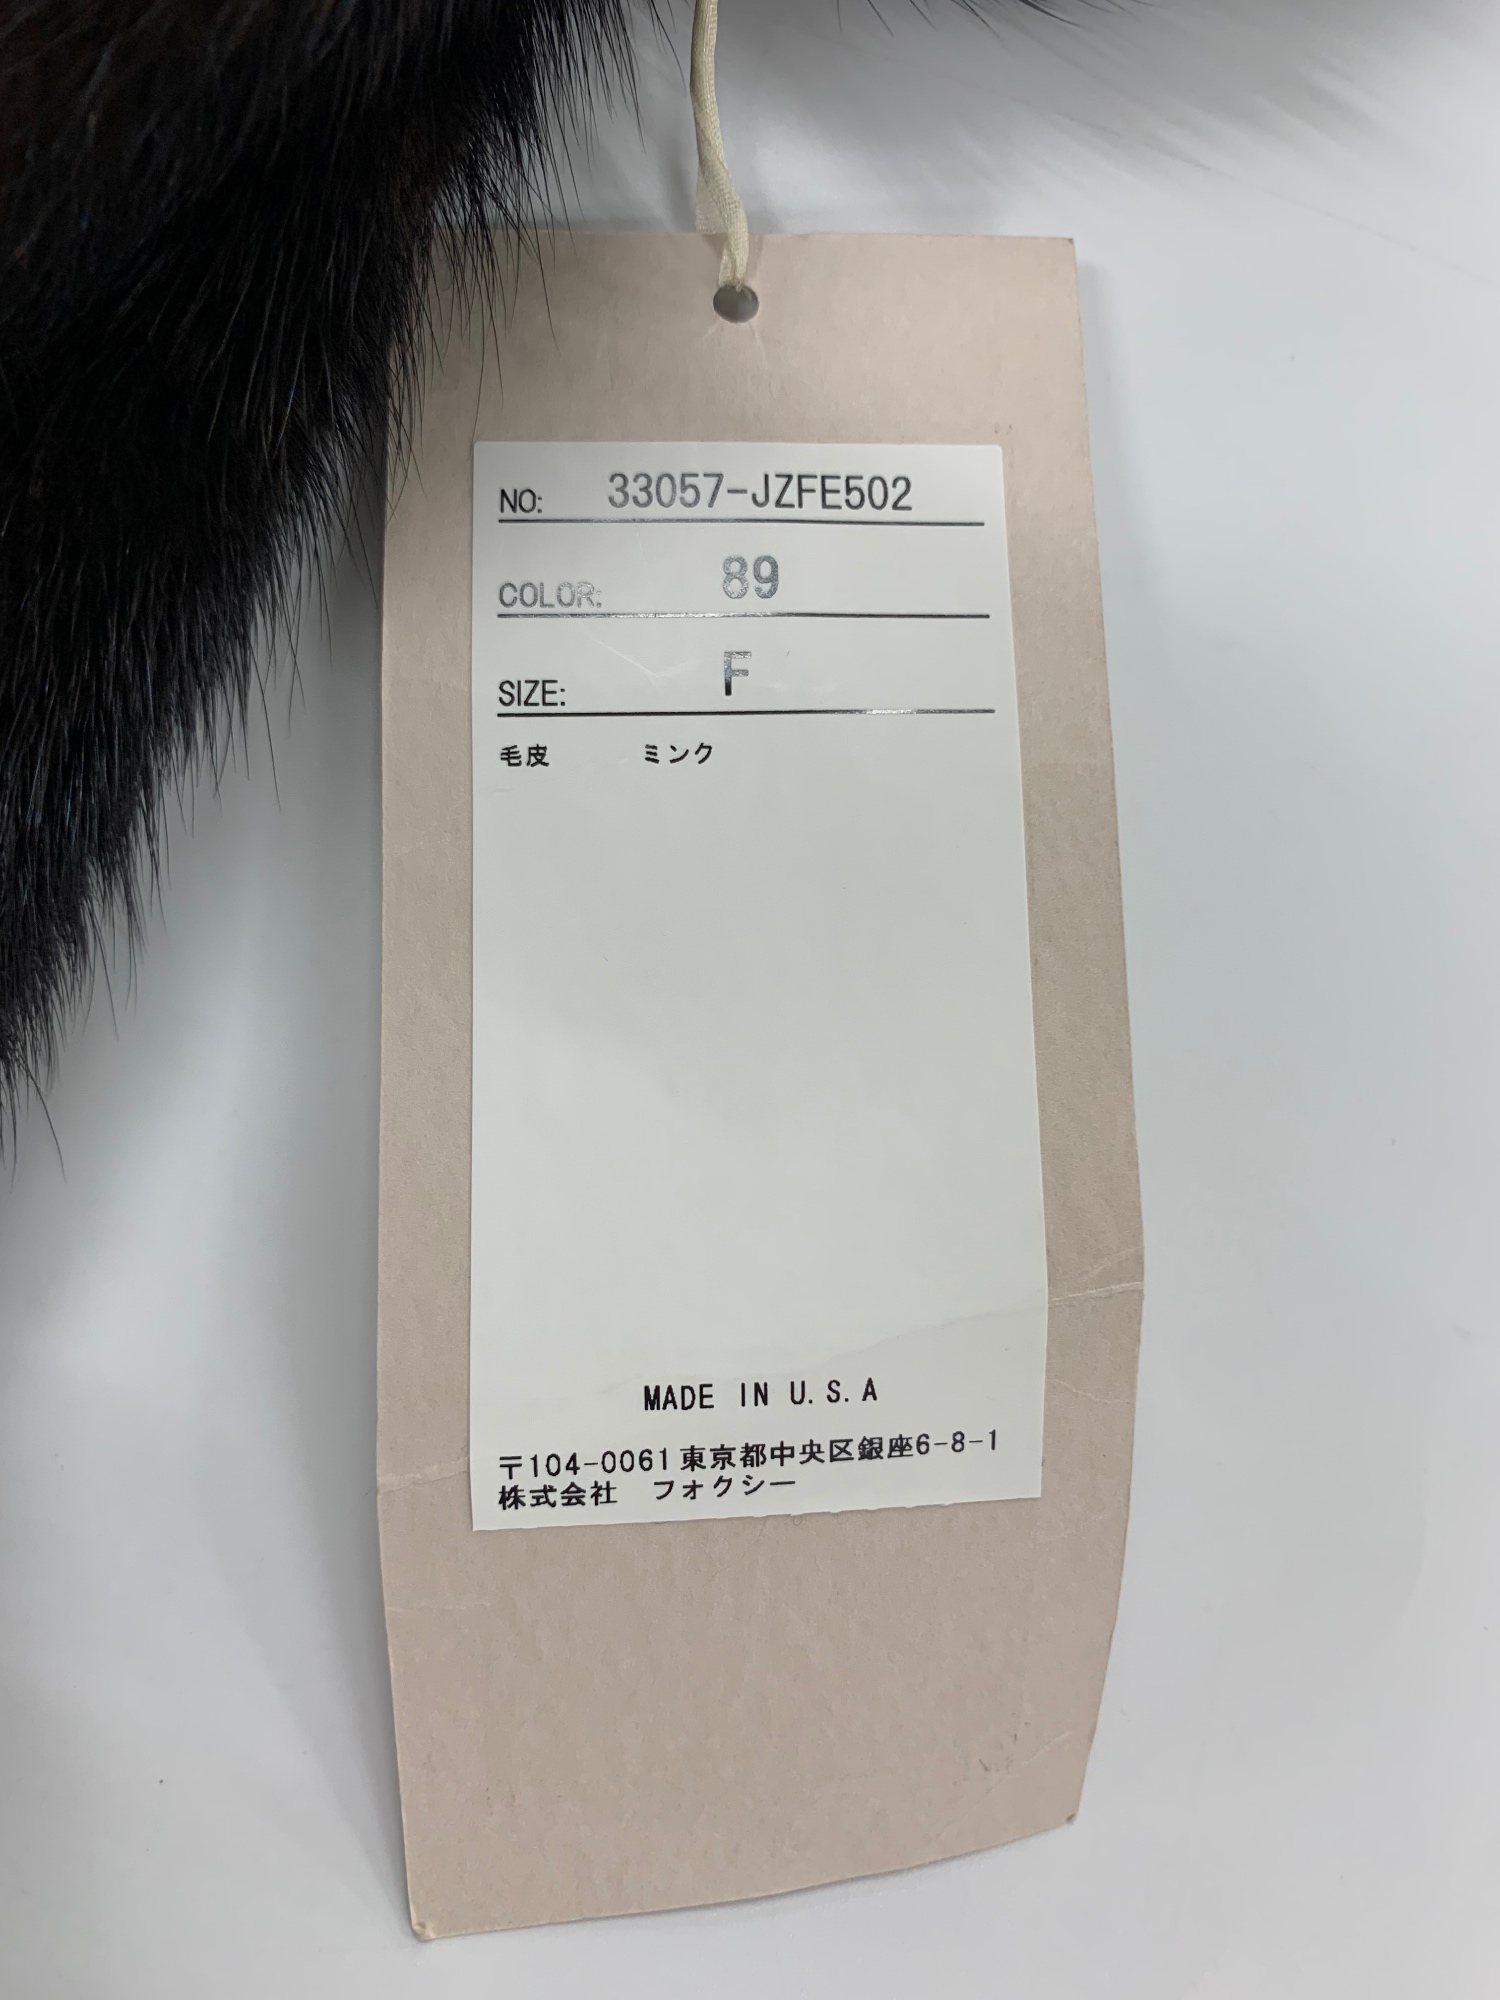 NO: 33057-JZFE502
COLOR: 89
SIZE: F
毛皮 ミンク
MADE IN U.S.A
〒104-0061 東京都中央区銀座6-8-1
株式会社 フォクシー